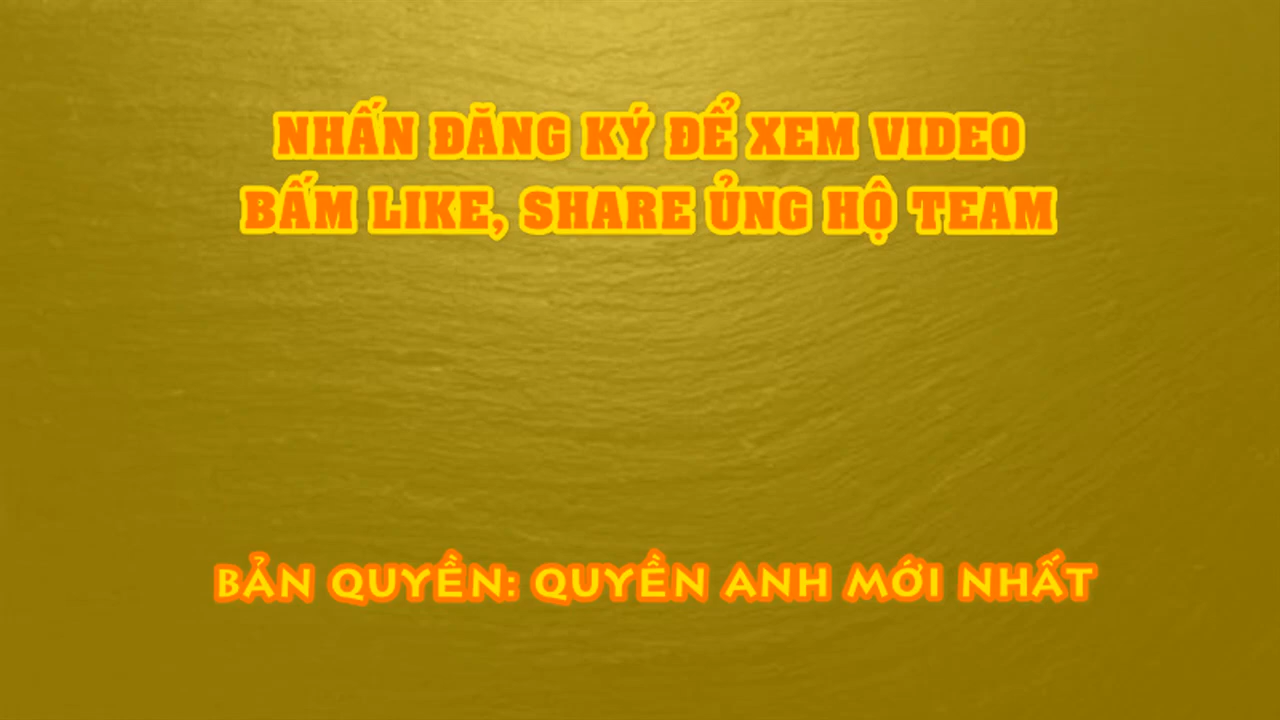 NHẤN ĐĂNG KÝ ĐỂ XEM VIDEO
BẤM LIKE, SHARE ỦNG HỘ TEAM
BẢN QUYỀN: QUYỀN ANH MỚI NHẤT